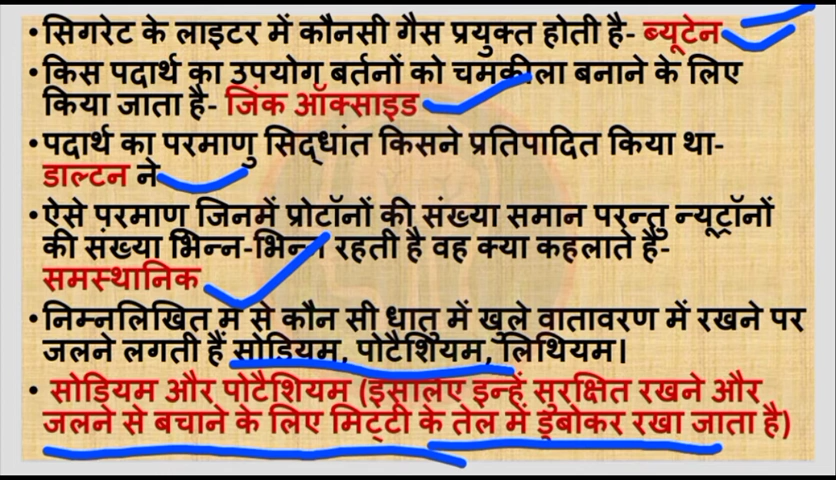 • सिगरेट के लाइटर में कौनसी गैस प्रयुक्त होती है- ब्यूटेन
• किस पदार्थ का उपयोग बर्तनों को चमकीला बनाने के लिए
किया जाता है- जिंक ऑक्साइड
• पदार्थ का परमाणु सिद्धांत किसने प्रतिपादित किया था-
डाल्टन ने
• ऐसे परमाणु जिनमें प्रोटॉनों की संख्या समान परन्तु न्यूट्रॉनों
की संख्या भिन्न-भिन्न रहती है वह क्या कहलाते हैं-
समस्थानिक
• निम्नलिखित में से कौन सी धातु में खुले वातावरण में रखने पर
जलने लगती हैं सोडियम, पोटैशियम, लिथियम।
• सोडियम और पोटैशियम (इसलिए इन्हें सुरक्षित रखने और
जलने से बचाने के लिए मिट्टी के तेल में डुबोकर रखा जाता है)